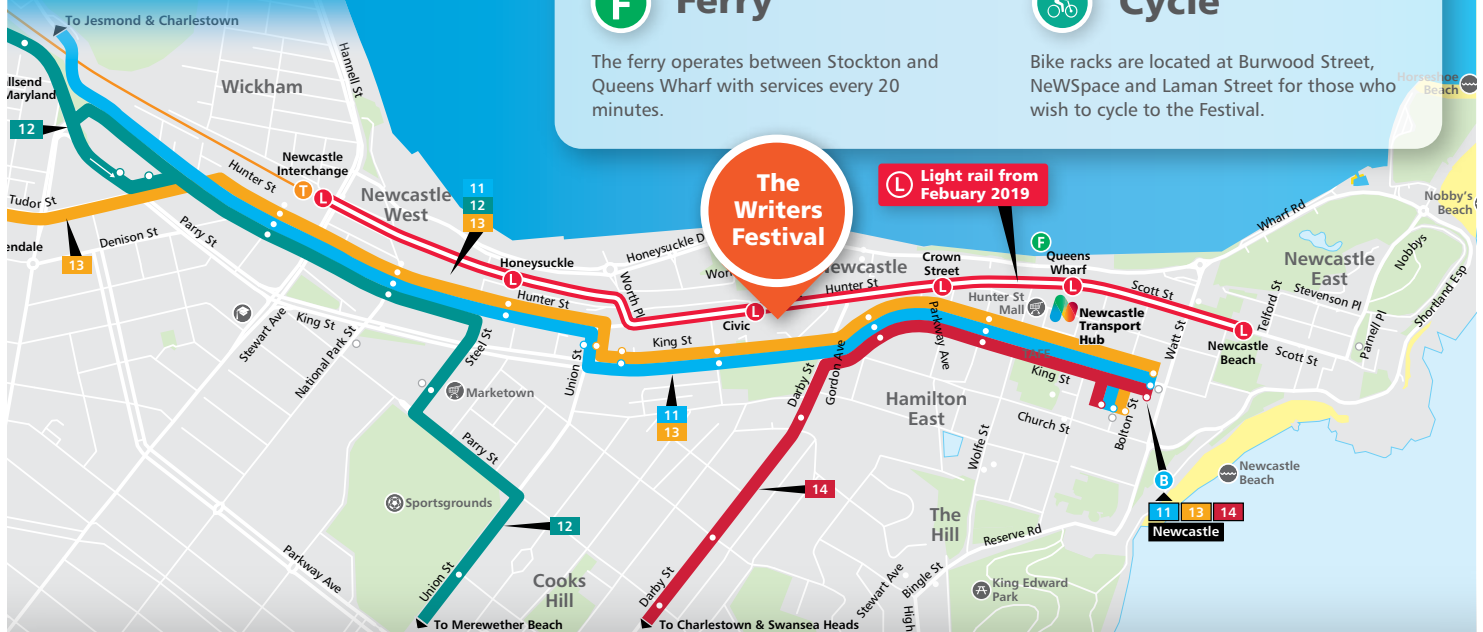 F
Ferry
The ferry operates between Stockton and
Queens Wharf with services every 20
minutes.
Cycle
Bike racks are located at Burwood Street,
NeWSpace and Laman Street for those who
wish to cycle to the Festival.
To Jesmond & Charlestown
Wickham
Hannell St
Horseshoe
Beach
Maryland
12
Newcastle
Interchange
T
L
Hunter St
Newcastle
West
11
12
13
The
Writers
Festival
L
Light rail from
Febuary 2019
Tudor St
13
Denison St
Parry St
Honeysuckle
L
Hunter St
Worth Pl
Civic
L
Newcastle
Hunter St
Crown
Street
L
F
Queens
Wharf
L
Hunter St
Mall
Newcastle
Transport
Hub
Scott St
Wharf Rd
Newcastle
East
Nobby's
Beach
Nobbys
Stevenson Pl
Telford St
Parnell Pl
Shortland Esp
Watt St
L
Newcastle
Beach
Scott St
Stewart Ave
King St
National Park St
Steel St
Union St
King St
Marketown
11
13
Darby St
Gordon Ave
Parkway Ave
King St
Hamilton
East
Church St
Wolfe St
Bolton St
B
11
13
14
Newcastle
Newcastle
Beach
Parry St
Sportsgrounds
12
14
The
Hill
Reserve Rd
Parkway Ave
Union St
Cooks
Hill
Darby St
Stewart Ave
Bingle St
High
King Edward
Park
To Merewether Beach
To Charlestown & Swansea Heads